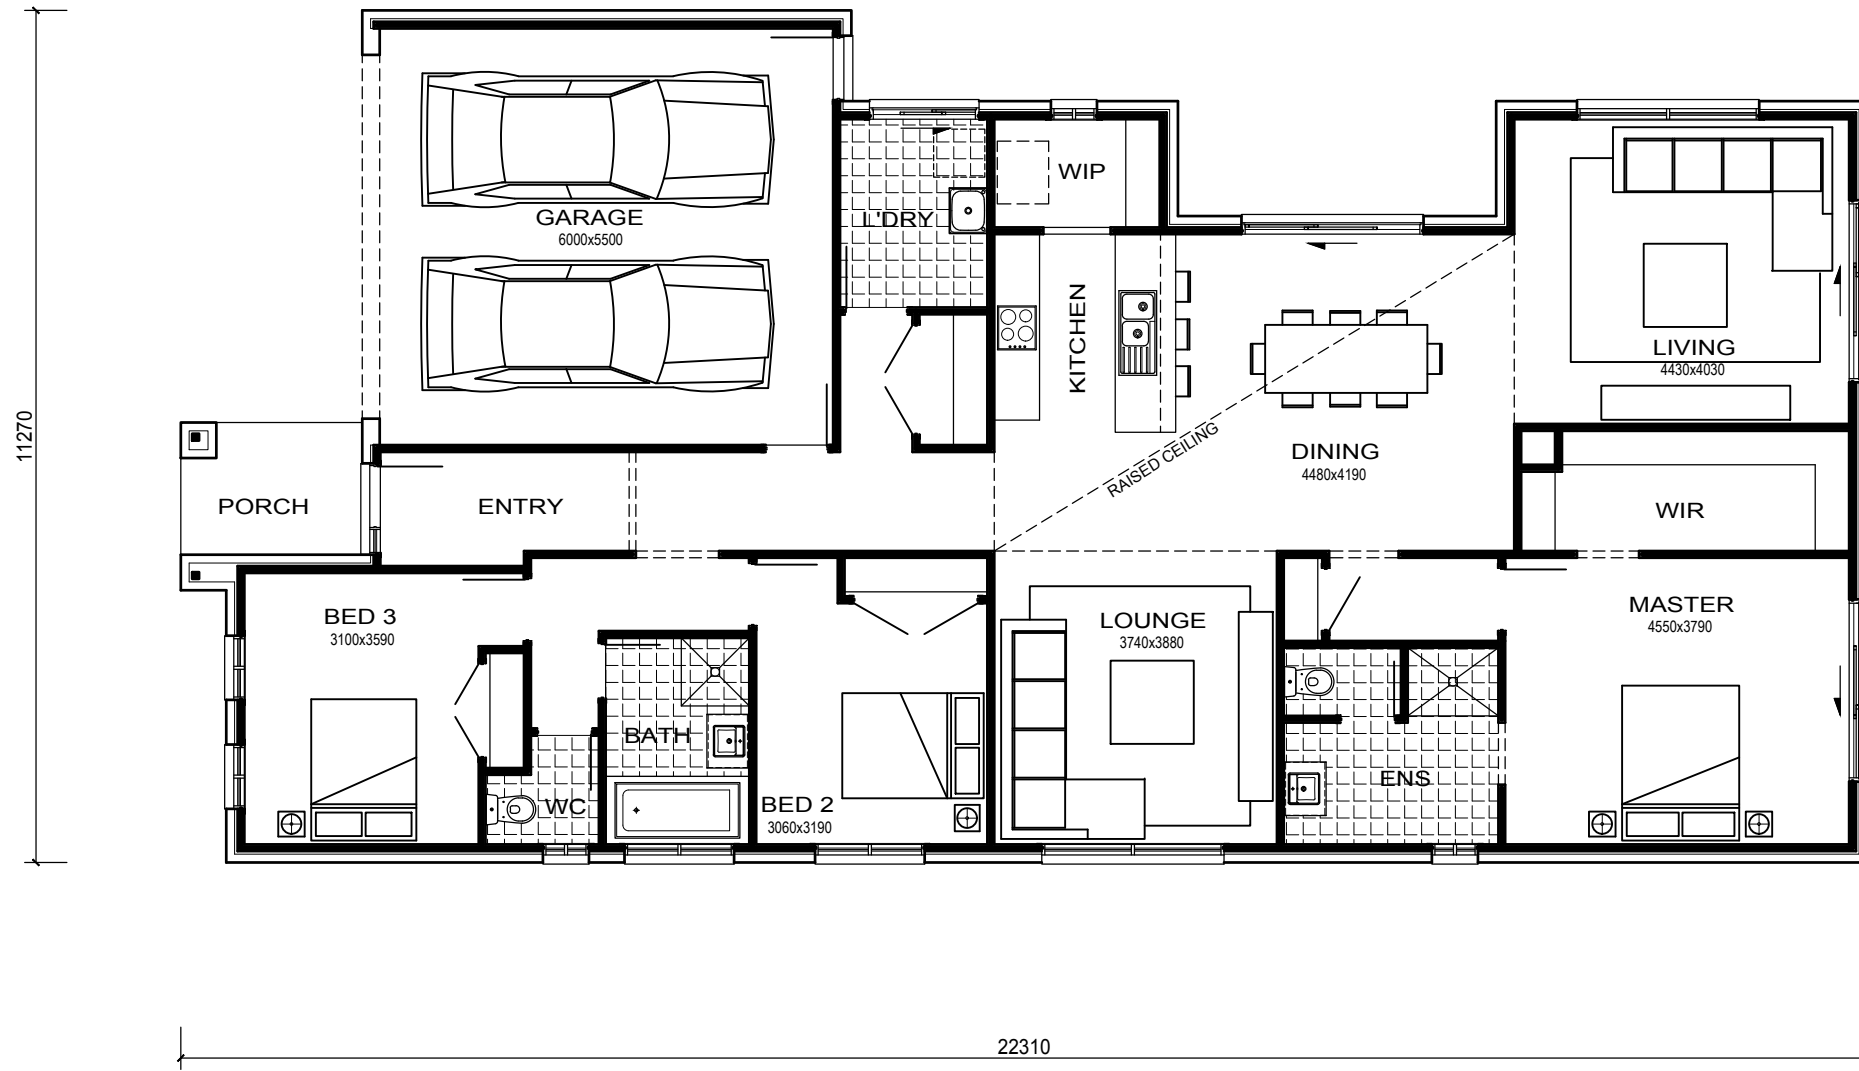 WIP
GARAGE
6000x5500
L'DRY
KITCHEN
LIVING
4430x4030
11270
DINING
4480x4190
RAISED CEILING
PORCH
ENTRY
WIR
BED 3
3100x3590
LOUNGE
3740x3880
MASTER
4550x3790
BATH
ENS
WC
BED 2
3060x3190
22310